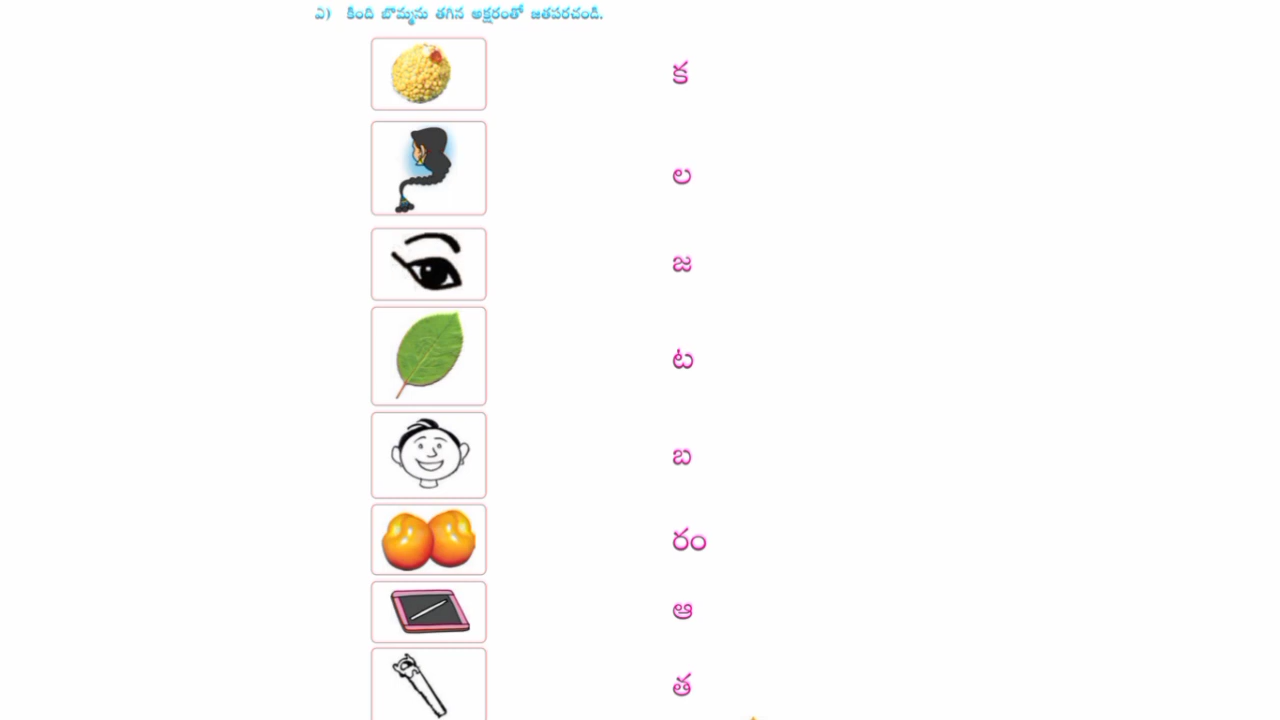 ఎ) కింది బొమ్మను తగిన అక్షరంతో జతపరచండి.
క
ల
జ
ట
బ
రం
ఆ
త